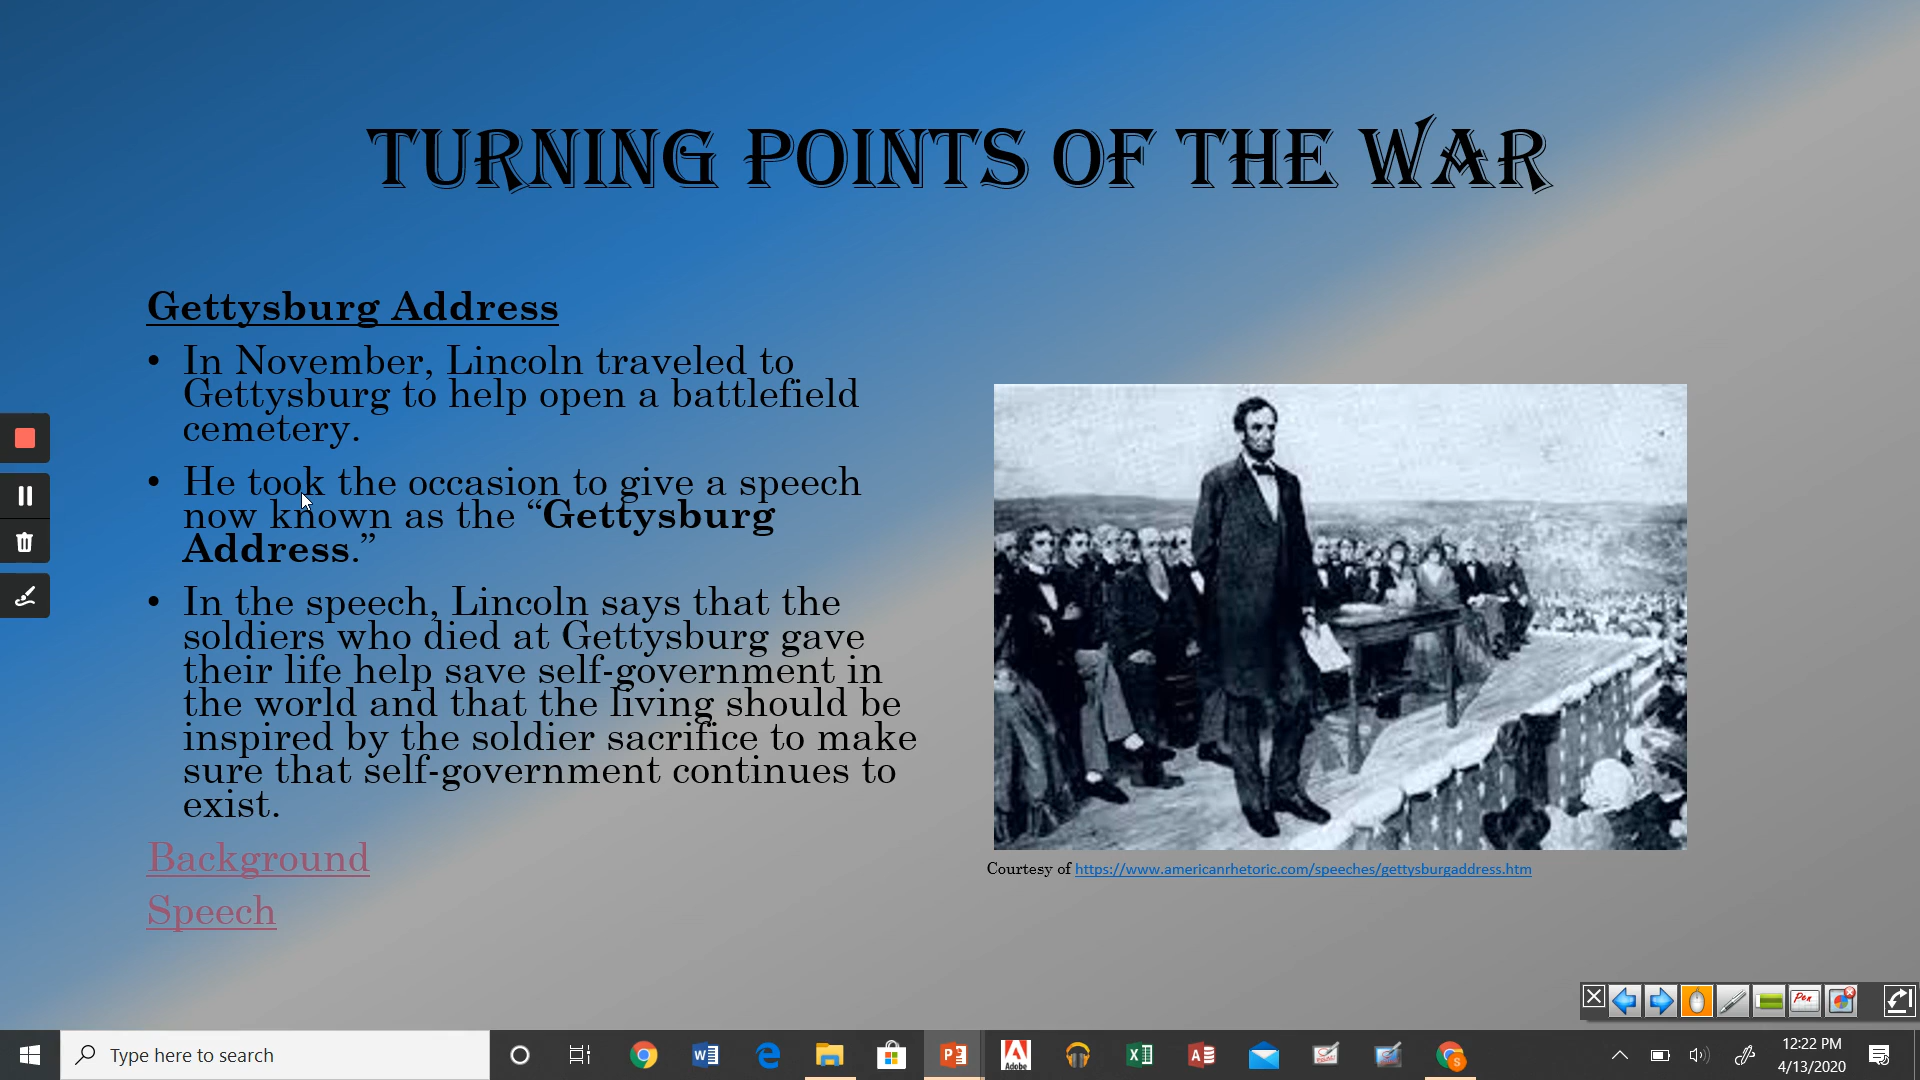 TURNING POINTS OF THE WAR
Gettysburg Address
• In November, Lincoln traveled to
Gettysburg to help open a battlefield
cemetery.
• He took the occasion to give a speech
now known as the “Gettysburg
Address.”
• In the speech, Lincoln says that the
soldiers who died at Gettysburg gave
their life help save self-government in
the world and that the living should be
inspired by the soldier sacrifice to make
sure that self-government continues to
exist.
Background
Speech
Courtesy of https://www.americanrhetoric.com/speeches/gettysburgaddress.htm
Pen
Type here to search
Adobe
12:22 PM
4/13/2020